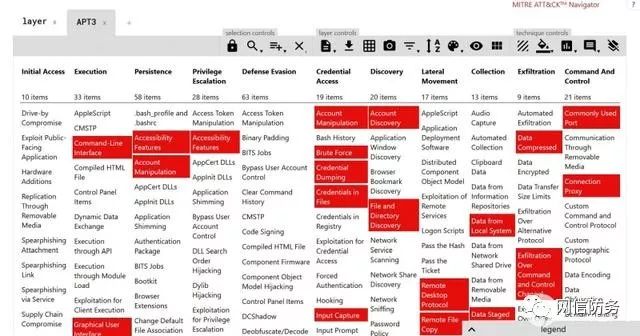 MITRE ATT&CK™ Navigator
layer x
APT3 x
+
?
selection controls
layer controls
technique controls
Initial Access
10 items
Drive-by
Compromise
Exploit Public-
Facing
Application
Hardware
Additions
Replication
Through
Removable
Media
Spearphishing
Attachment
Spearphishing
Link
Spearphishing
via Service
Supply Chain
Compromise
Execution
33 items
AppleScript
CMSTP
Command-Line
Interface
Compiled HTML
File
Control Panel
Items
Dynamic Data
Exchange
Execution
through API
Execution
through Module
Load
Exploitation for
Client Execution
Graphical User
Interface
Persistence
58 items
.bash_profile and
.bashrc
Accessibility
Features
Account
Manipulation
AppCert DLLs
AppInit DLLs
Application
Shimming
Authentication
Package
BITS Jobs
Bootkit
Browser
Extensions
Change Default
File Association
Privilege
Escalation
28 items
Access Token
Manipulation
Accessibility
Features
AppCert DLLs
AppInit DLLs
Application
Shimming
Bypass User
Account Control
DLL Search
Order
Hijacking
Dylib
Hijacking
Exploitation
Defense Evasion
63 items
Access Token
Manipulation
Binary Padding
BITS Jobs
Bypass User Account
Control
Clear Command
History
CMSTP
Code Signing
Compiled HTML File
Component Firmware
Component Object
Model Hijacking
Control Panel Items
DCShadow
Deobfuscate/Decode
Credential
Access
19 items
Account
Manipulation
Bash History
Brute Force
Credential
Dumping
Credentials in
Files
Credentials in
Registry
Exploitation for
Credential
Access
Forced
Authentication
Hooking
Input Capture
Input Prompt
Discovery
20 items
Account
Discovery
Application
Window
Discovery
Browser
Bookmark
Discovery
File and
Directory
Discovery
Network
Service
Scanning
Network Share
Discovery
Network
Sniffing
Password
Policy
Lateral
Movement
17 items
AppleScript
Application
Deployment
Software
Distributed
Component
Object Model
Exploitation of
Remote
Services
Logon Scripts
Pass the Hash
Pass the
Ticket
Remote
Desktop
Protocol
Remote File
Copy
Collection
13 items
Audio Capture
Automated
Collection
Clipboard Data
Data from
Information
Repositories
Data from
Local System
Data from
Network
Shared Drive
Data from
Removable
Media
Data Staged
Exfiltration
9 items
Automated
Exfiltration
Data
Compressed
Data
Encrypted
Data Transfer
Size Limits
Exfiltration
Over
Alternative
Protocol
Exfiltration
Over Command
and Control
Command And
Control
21 items
Commonly Used
Port
Communication
Through
Removable Media
Connection
Proxy
Custom
Command and
Control Protocol
Custom
Cryptographic
Protocol
Data Encoding
legend
网信防务